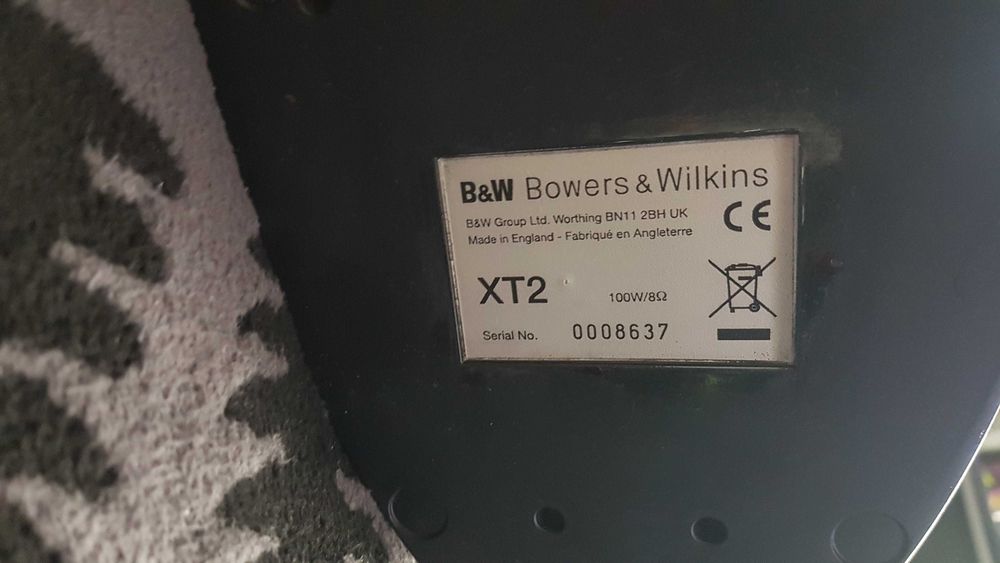 B&W Bowers & Wilkins
B&W Group Ltd. Worthing BN11 2BH UK
Made in England - Fabriqué en Angleterre
CE
XT2
100W/8Ω
Serial No. 0008637